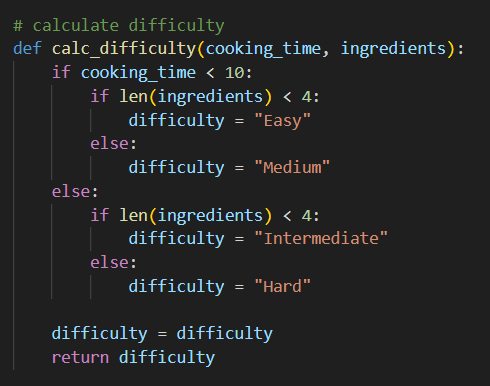 # calculate difficulty
def calc_difficulty(cooking_time, ingredients):
    if cooking_time < 10:
        if len(ingredients) < 4:
            difficulty = "Easy"
        else:
            difficulty = "Medium"
    else:
        if len(ingredients) < 4:
            difficulty = "Intermediate"
        else:
            difficulty = "Hard"

    difficulty = difficulty
    return difficulty